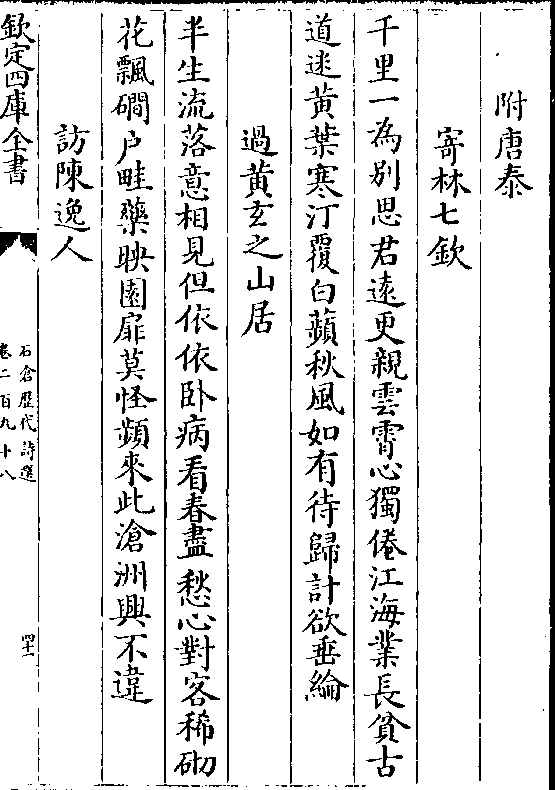 附唐泰
寄林七欽
千里一為別思君遠更親雲霄心獨倦江海業長貧古
道迷黄葉寒汀覆白蘋秋風如有待歸計欲垂綸
過黄玄之山居
半生流落意相見但依依卧病看春盡愁心對客稀砌
花飄磵户畦藥映園扉莫怪頻來此滄洲興不違
訪陳逸人
欽定四庫全書
石倉歴代詩選
卷二百九十八
四十一